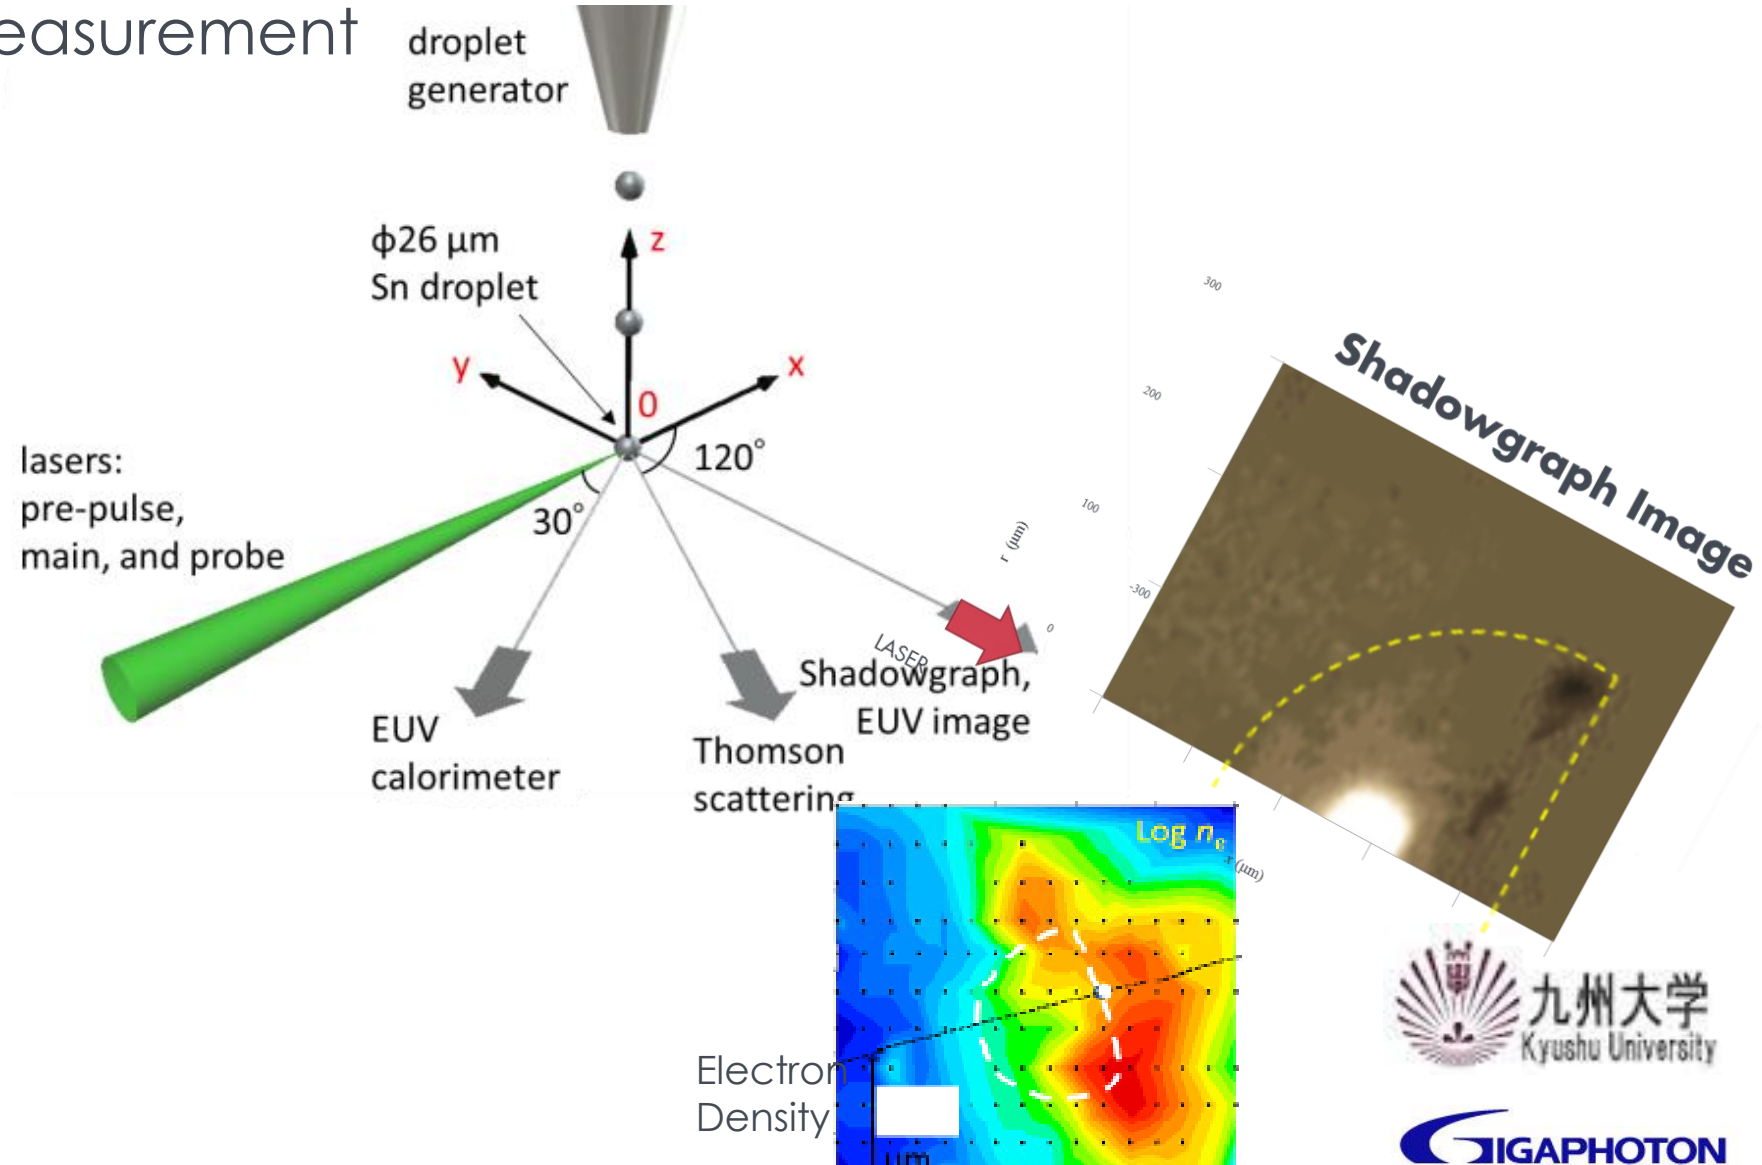 easurement
droplet
generator
ϕ26 µm
Sn droplet
z
y
x
0
120°
30°
lasers:
pre-pulse,
main, and probe
EUV
calorimeter
Thomson
scattering
LASER
Shadowgraph,
EUV image
300
200
100
0
-300
r (µm)
x (µm)
Shadowgraph Image
Log ne
Electron
Density
µm
九州大学
Kyushu University
GIGAPHOTON